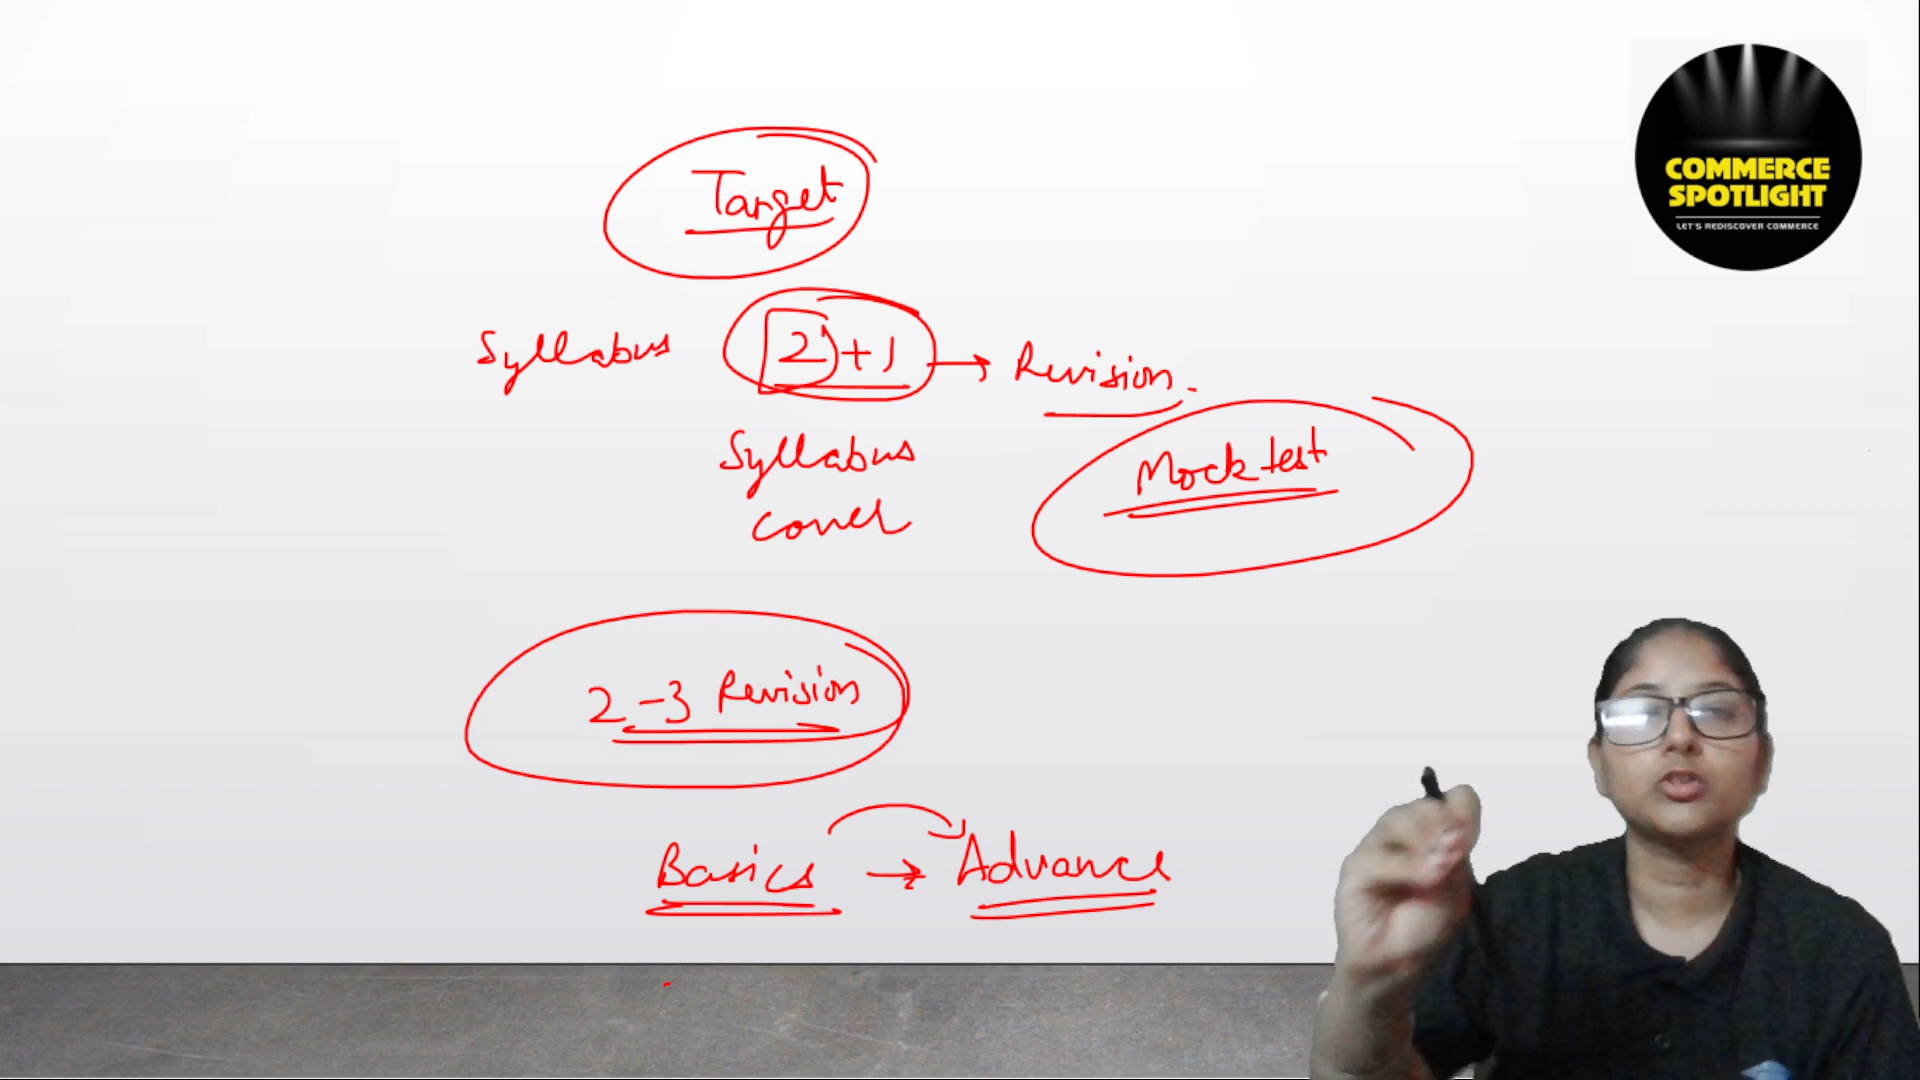 COMMERCE
SPOTLIGHT
LET'S REDISCOVER COMMERCE
Target
Syllabus 2 + 1 → Revision.
Syllabus
cover
Mock test
2-3 Revision
Basics → Advance